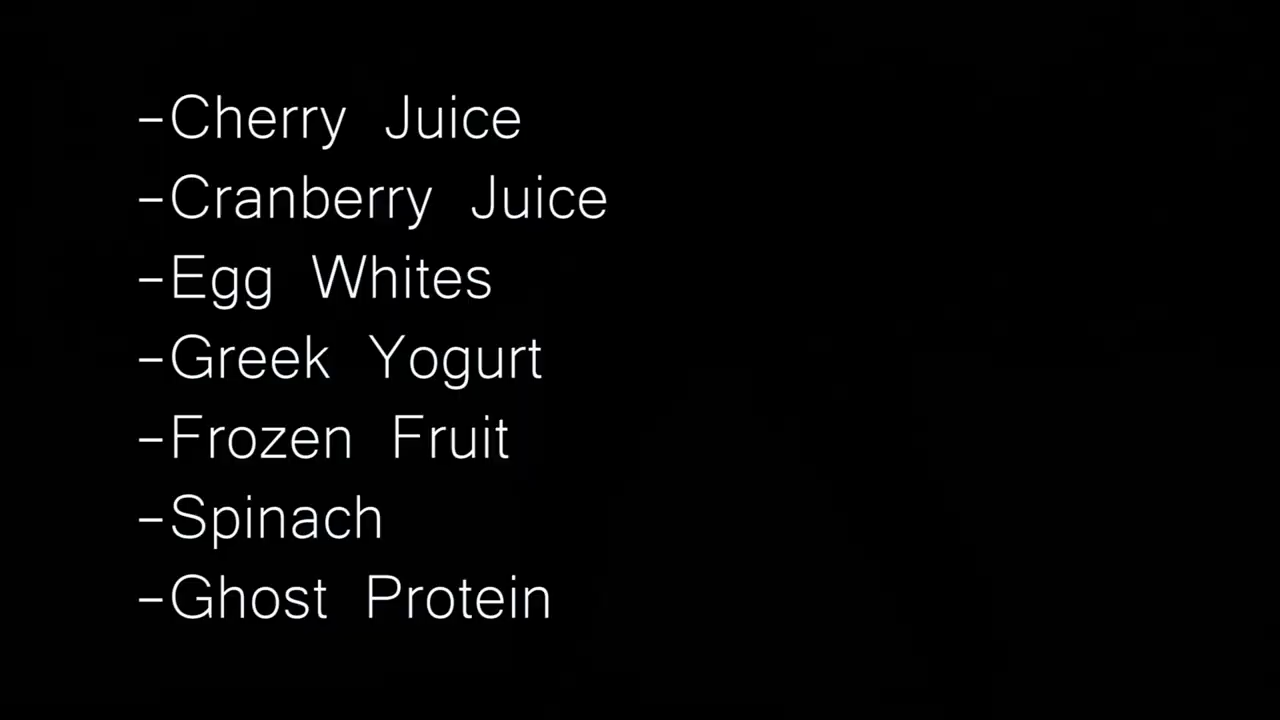 -Cherry Juice
-Cranberry Juice
-Egg Whites
-Greek Yogurt
-Frozen Fruit
-Spinach
-Ghost Protein